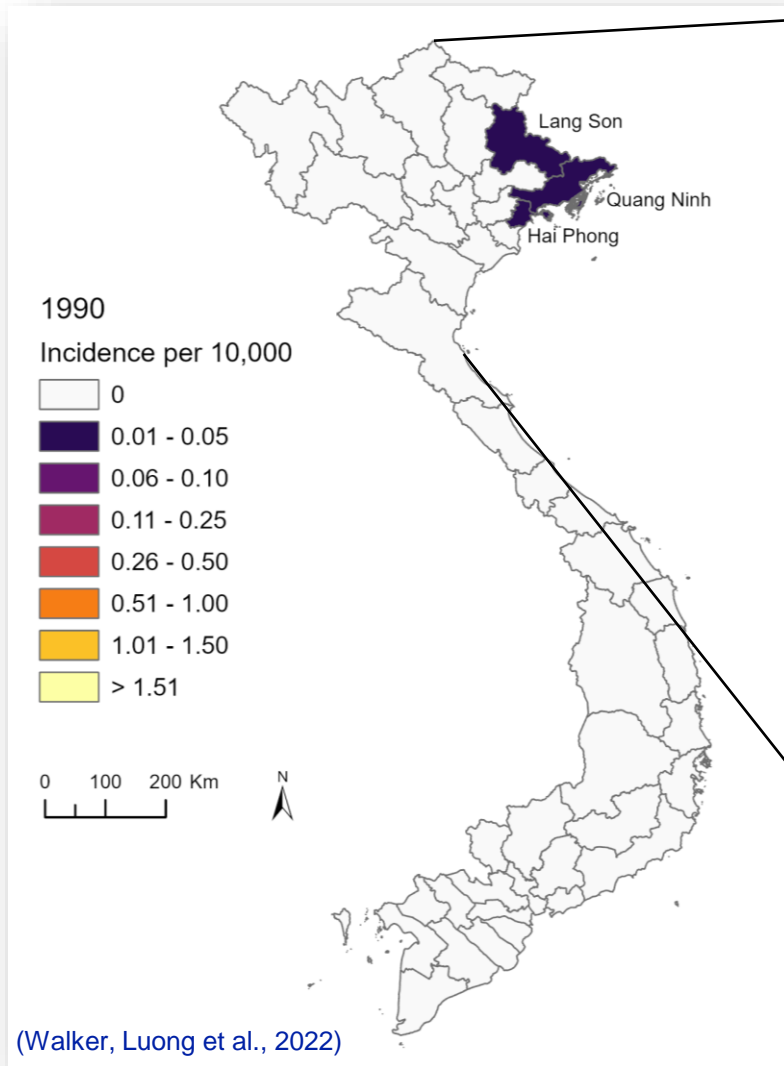 Lang Son
Quang Ninh
Hai Phong
1990
Incidence per 10,000
0
0.01 - 0.05
0.06 - 0.10
0.11 - 0.25
0.26 - 0.50
0.51 - 1.00
1.01 - 1.50
> 1.51
0 100 200 Km
N
(Walker, Luong et al., 2022)